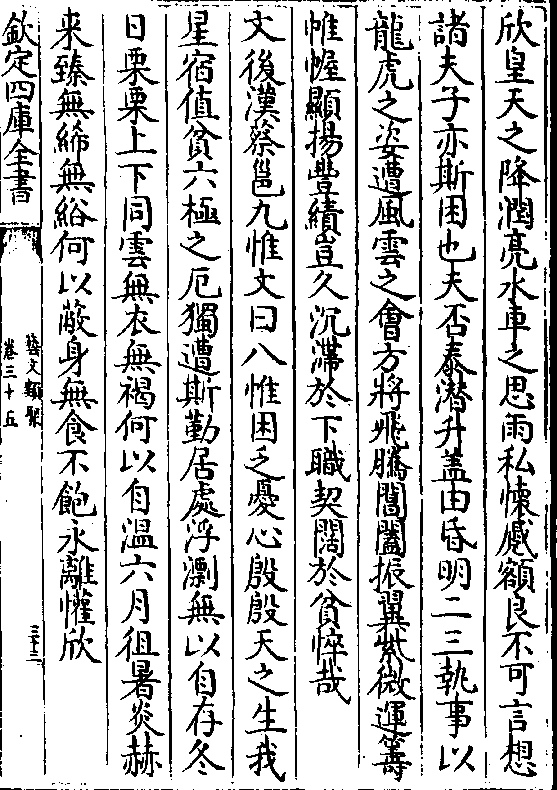 欣皇天之降潤亮水車之思雨私懷慼額良不可言想
諸夫子亦斯困也夫否泰潜升葢由昏明二三執事以
龍虎之姿遭風雲之會方將飛騰閶闔振翼紫微運籌
帷幄顯揚豐績豈久沉滯於下職契闊於貧悴哉
文後漢蔡邕九惟文曰八惟困乏憂心殷殷天之生我
星宿值貧六極之厄獨遭斯勤居處浮漂無以自存冬
日栗栗上下同雲無衣無褐何以自温六月徂暑炎赫
来臻無絺無綌何以蔽身無食不飽永離懽欣
欽定四庫全書
藝文類聚
卷三十五
三十三